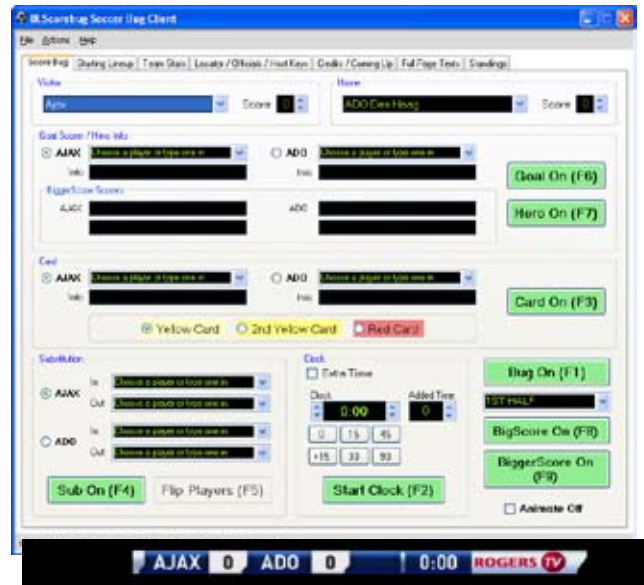 Soccer Bug Client
File Actions Help
Score Bug Starting Lineup Team Stats Locator / Officials / Host Keys Credits / Coming Up Full Page Texts Standings
Visitor Home
Ajax Score 0 ADO Den Haag Score 0
Goal Scorer / Hero Info
AJAX Choose a player or type one in ADO Choose a player or type one in
Info Info
Goal On (F6)
BiggerScore Scorers
AJAX ADO
Hero On (F7)
Card
AJAX Choose a player or type one in ADO Choose a player or type one in
Info Info
Card On (F3)
Yellow Card 2nd Yellow Card Red Card
Substitution
AJAX In Choose a player or type one in
Out Choose a player or type one in
ADO In Choose a player or type one in
Out Choose a player or type one in
Sub On (F4) Flip Players (F5)
Clock
Extra Time
Clock Added Time
0:00 0
0 15 45
+15 30 90
Start Clock (F2)
Bug On (F1)
1ST HALF
BigScore On (F8)
BiggerScore On
(F9)
Animate Off
AJAX 0 ADO 0 0:00 ROGERS TV